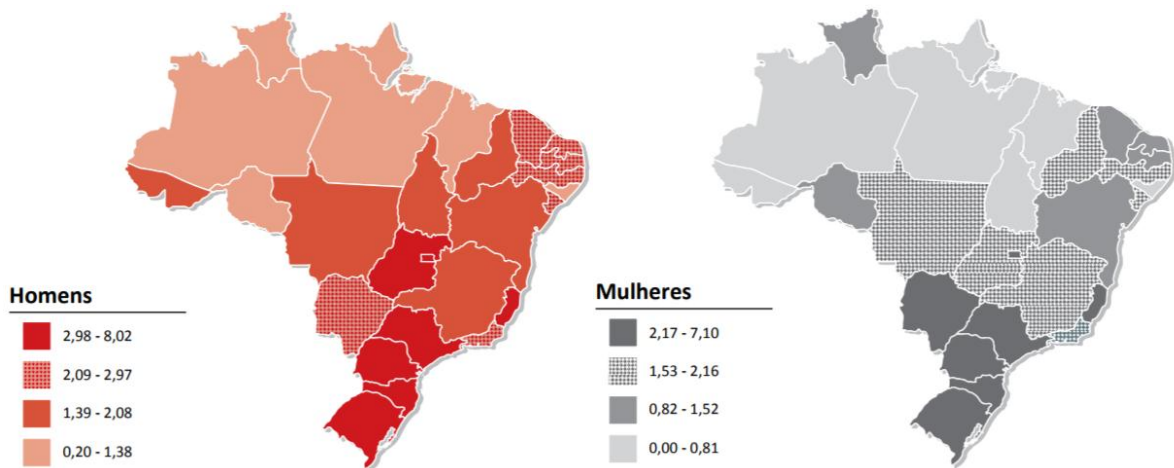 Homens
2,98 - 8,02
2,09 - 2,97
1,39 - 2,08
0,20 - 1,38
Mulheres
2,17 - 7,10
1,53 - 2,16
0,82 - 1,52
0,00 - 0,81